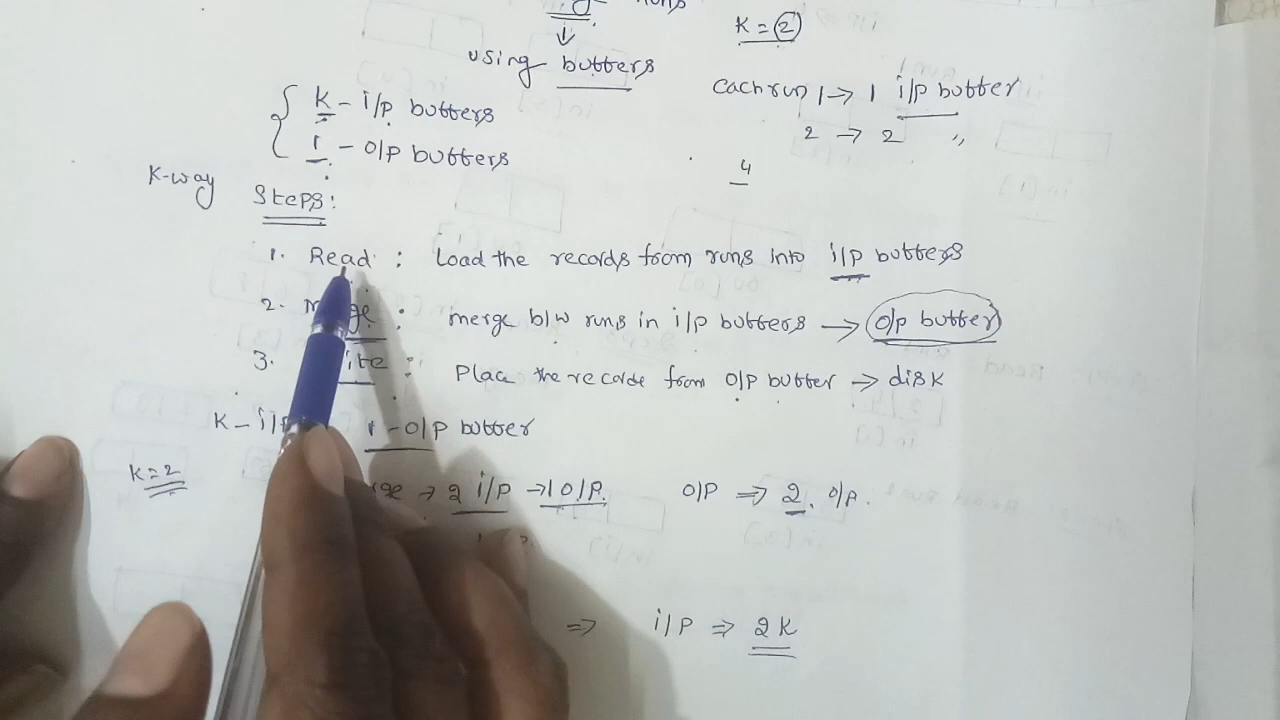 runs
K = 2
using buffers
each run 1 → 1 i/p buffer
K - i/p buffers
2 → 2 ,,
1 - o/p buffers
4
K-way
Steps:
1. Read : Load the records from runs into i/p buffers
2. : merge b/w runs in i/p buffers → o/p buffer
3. : Place the records from o/p buffer → disk
K - i/p 1 - o/p buffer
K = 2
→ 2 i/p → 1 o/p. o/p ⇒ 2. o/p.
⇒ i/p ⇒ 2K